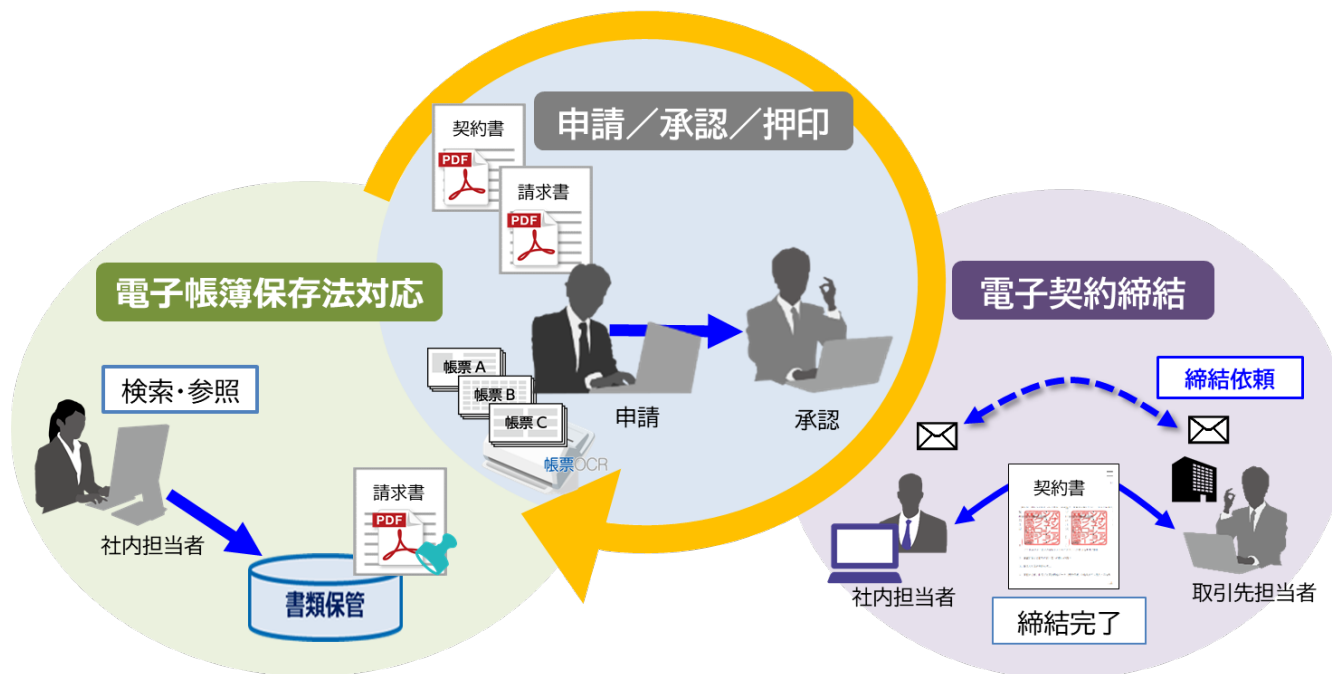 申請／承認／押印
契約書
PDF
請求書
PDF
帳票 A
帳票 B
帳票 C
帳票OCR
申請
承認
電子帳簿保存法対応
検索・参照
社内担当者
請求書
PDF
書類保管
電子契約締結
締結依頼
契約書
社内担当者
取引先担当者
締結完了